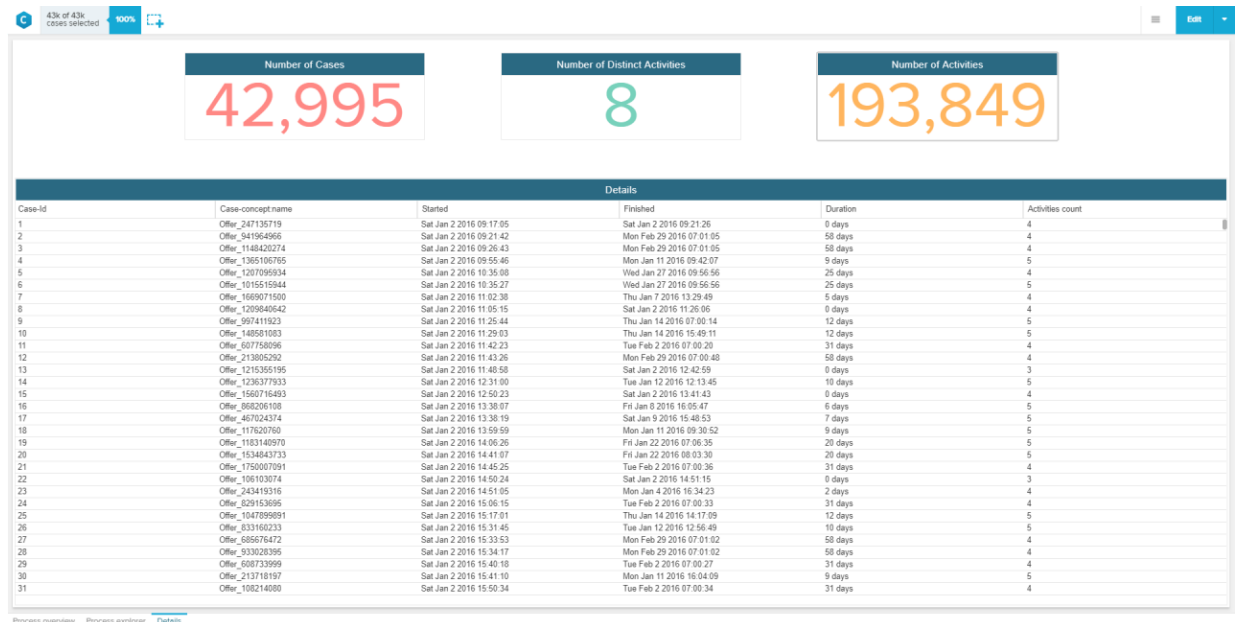 C 43k of 43k
cases selected 100% Edit
Number of Cases Number of Distinct Activities Number of Activities
42,995 8 193,849
Details
Case-Id Case-concept:name Started Finished Duration Activities count
1 Offer_247135719 Sat Jan 2 2016 09:17:05 Sat Jan 2 2016 09:21:26 0 days 4
2 Offer_941964966 Sat Jan 2 2016 09:21:42 Mon Feb 29 2016 07:01:05 58 days 4
3 Offer_1148420274 Sat Jan 2 2016 09:26:43 Mon Feb 29 2016 07:01:05 58 days 4
4 Offer_1365106765 Sat Jan 2 2016 09:55:46 Mon Jan 11 2016 09:42:07 9 days 5
5 Offer_1207095934 Sat Jan 2 2016 10:35:08 Wed Jan 27 2016 09:56:56 25 days 4
6 Offer_1015515944 Sat Jan 2 2016 10:35:27 Wed Jan 27 2016 09:56:56 25 days 5
7 Offer_1669071500 Sat Jan 2 2016 11:02:38 Thu Jan 7 2016 13:29:49 5 days 4
8 Offer_1209840642 Sat Jan 2 2016 11:05:15 Sat Jan 2 2016 11:26:06 0 days 4
9 Offer_997411923 Sat Jan 2 2016 11:25:44 Thu Jan 14 2016 07:00:14 12 days 5
10 Offer_148581083 Sat Jan 2 2016 11:29:03 Thu Jan 14 2016 15:49:11 12 days 5
11 Offer_607758096 Sat Jan 2 2016 11:42:23 Tue Feb 2 2016 07:00:20 31 days 4
12 Offer_213805292 Sat Jan 2 2016 11:43:26 Mon Feb 29 2016 07:00:48 58 days 4
13 Offer_1215355195 Sat Jan 2 2016 11:48:58 Sat Jan 2 2016 12:42:59 0 days 3
14 Offer_1236377933 Sat Jan 2 2016 12:31:00 Tue Jan 12 2016 12:13:45 10 days 5
15 Offer_1560716493 Sat Jan 2 2016 12:50:23 Sat Jan 2 2016 13:41:43 0 days 4
16 Offer_868206108 Sat Jan 2 2016 13:38:07 Fri Jan 8 2016 16:05:47 6 days 5
17 Offer_467024374 Sat Jan 2 2016 13:38:19 Sat Jan 9 2016 15:48:53 7 days 5
18 Offer_117620760 Sat Jan 2 2016 13:59:59 Mon Jan 11 2016 09:30:52 9 days 5
19 Offer_1183140970 Sat Jan 2 2016 14:06:26 Fri Jan 22 2016 07:06:35 20 days 5
20 Offer_1534843733 Sat Jan 2 2016 14:41:07 Fri Jan 22 2016 08:03:30 20 days 5
21 Offer_1750007091 Sat Jan 2 2016 14:45:25 Tue Feb 2 2016 07:00:36 31 days 4
22 Offer_106103074 Sat Jan 2 2016 14:50:24 Sat Jan 2 2016 14:51:15 0 days 3
23 Offer_243419316 Sat Jan 2 2016 14:51:05 Mon Jan 4 2016 16:34:23 2 days 4
24 Offer_829153695 Sat Jan 2 2016 15:06:15 Tue Feb 2 2016 07:00:33 31 days 4
25 Offer_1047899891 Sat Jan 2 2016 15:17:01 Thu Jan 14 2016 14:17:09 12 days 5
26 Offer_833160233 Sat Jan 2 2016 15:31:45 Tue Jan 12 2016 12:56:49 10 days 5
27 Offer_685676472 Sat Jan 2 2016 15:33:53 Mon Feb 29 2016 07:01:02 58 days 4
28 Offer_933028395 Sat Jan 2 2016 15:34:17 Mon Feb 29 2016 07:01:02 58 days 4
29 Offer_608733999 Sat Jan 2 2016 15:40:18 Tue Feb 2 2016 07:00:27 31 days 4
30 Offer_213718197 Sat Jan 2 2016 15:41:10 Mon Jan 11 2016 16:04:09 9 days 5
31 Offer_108214080 Sat Jan 2 2016 15:50:34 Tue Feb 2 2016 07:00:34 31 days 4
Process overview Process explorer Details